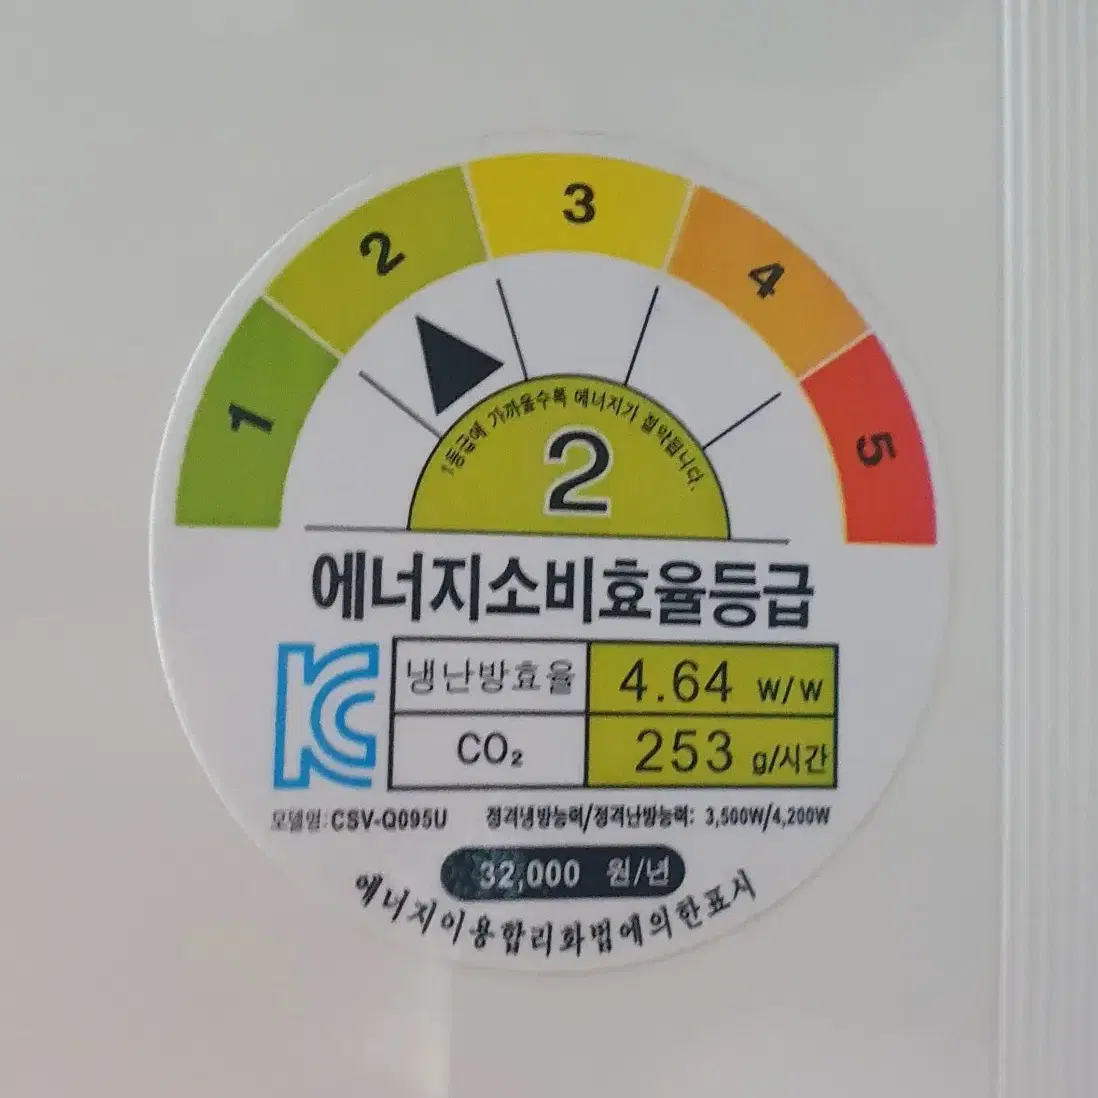 1
2
3
4
5
1등급에 가까울수록 에너지가 절약됩니다.
2
에너지소비효율등급
KC
냉난방효율 4.64 W/W
CO₂ 253 g/시간
모델명:CSV-Q095U 정격냉방능력/정격난방능력: 3,500W/4,200W
32,000 원/년
에너지이용합리화법에의한표시